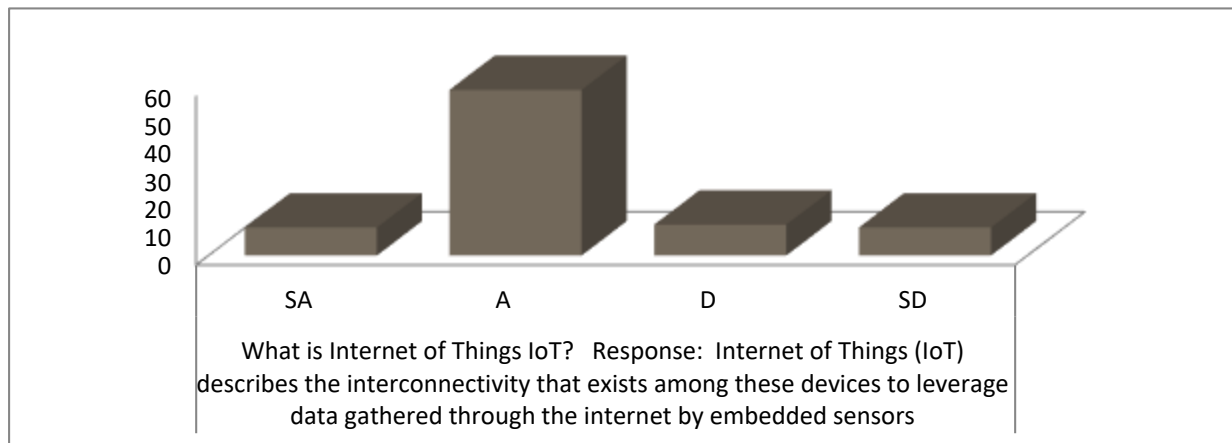 60
50
40
30
20
10
0
SA A D SD
What is Internet of Things IoT? Response: Internet of Things (IoT)
describes the interconnectivity that exists among these devices to leverage
data gathered through the internet by embedded sensors